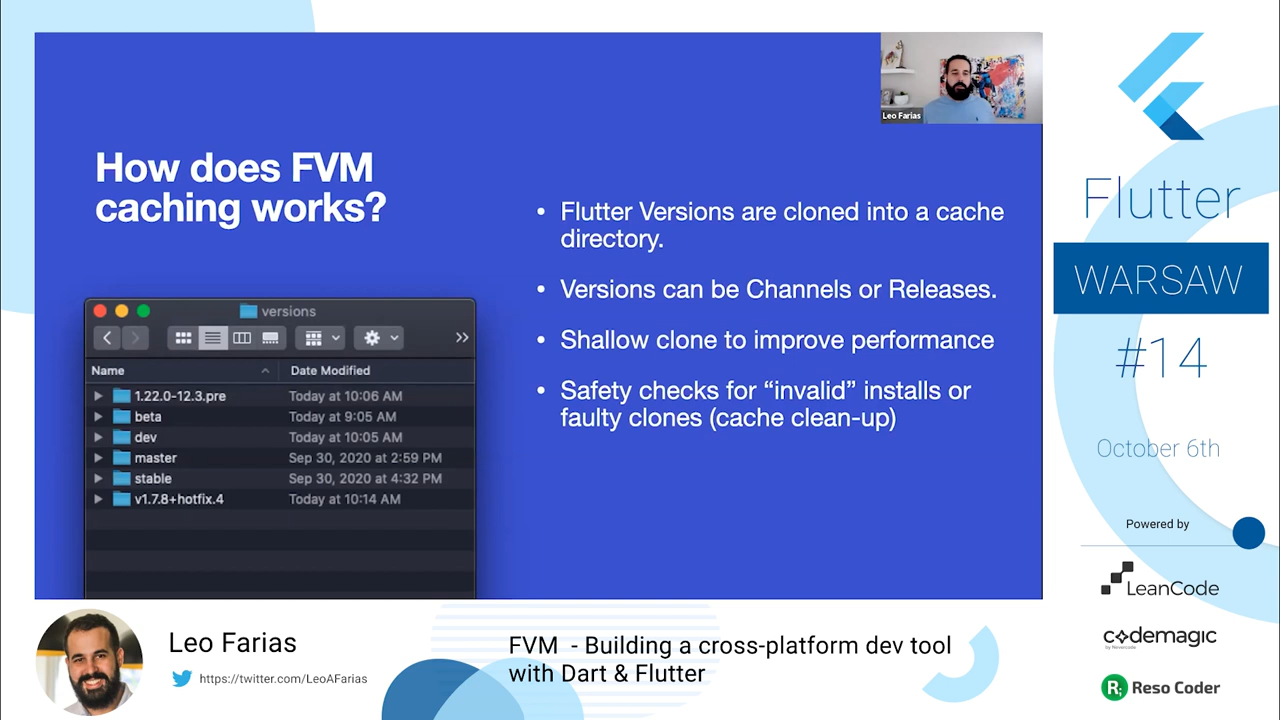 Leo Farias
How does FVM
caching works?
• Flutter Versions are cloned into a cache
directory.
• Versions can be Channels or Releases.
• Shallow clone to improve performance
• Safety checks for “invalid” installs or
faulty clones (cache clean-up)
versions
Name Date Modified
1.22.0-12.3.pre Today at 10:06 AM
beta Today at 9:05 AM
dev Today at 10:05 AM
master Sep 30, 2020 at 2:59 PM
stable Sep 30, 2020 at 4:32 PM
v1.7.8+hotfix.4 Today at 10:14 AM
Flutter
WARSAW
#14
October 6th
Powered by
LeanCode
codemagic
by Nevercode
R; Reso Coder
Leo Farias
https://twitter.com/LeoAFarias
FVM - Building a cross-platform dev tool
with Dart & Flutter